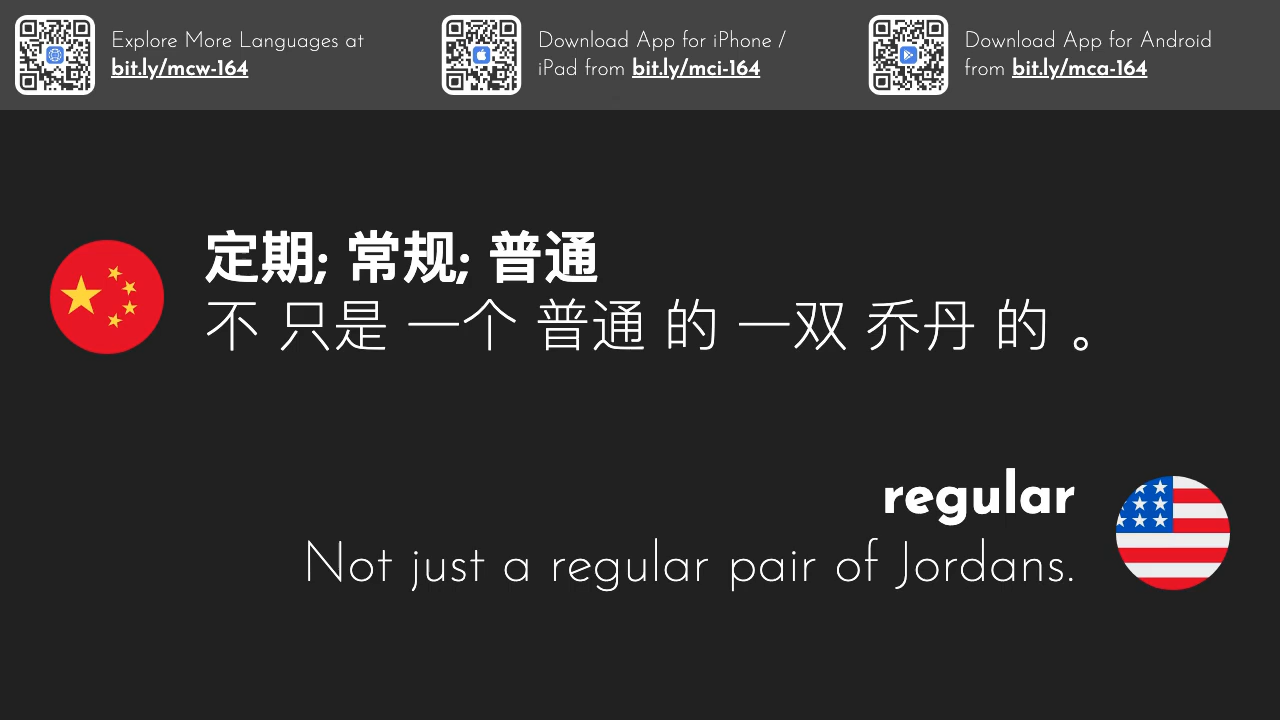 Explore More Languages at
bit.ly/mcw-164
Download App for iPhone /
iPad from bit.ly/mci-164
Download App for Android
from bit.ly/mca-164
定期; 常规; 普通
不 只是 一个 普通 的 一双 乔丹 的 。
regular
Not just a regular pair of Jordans.